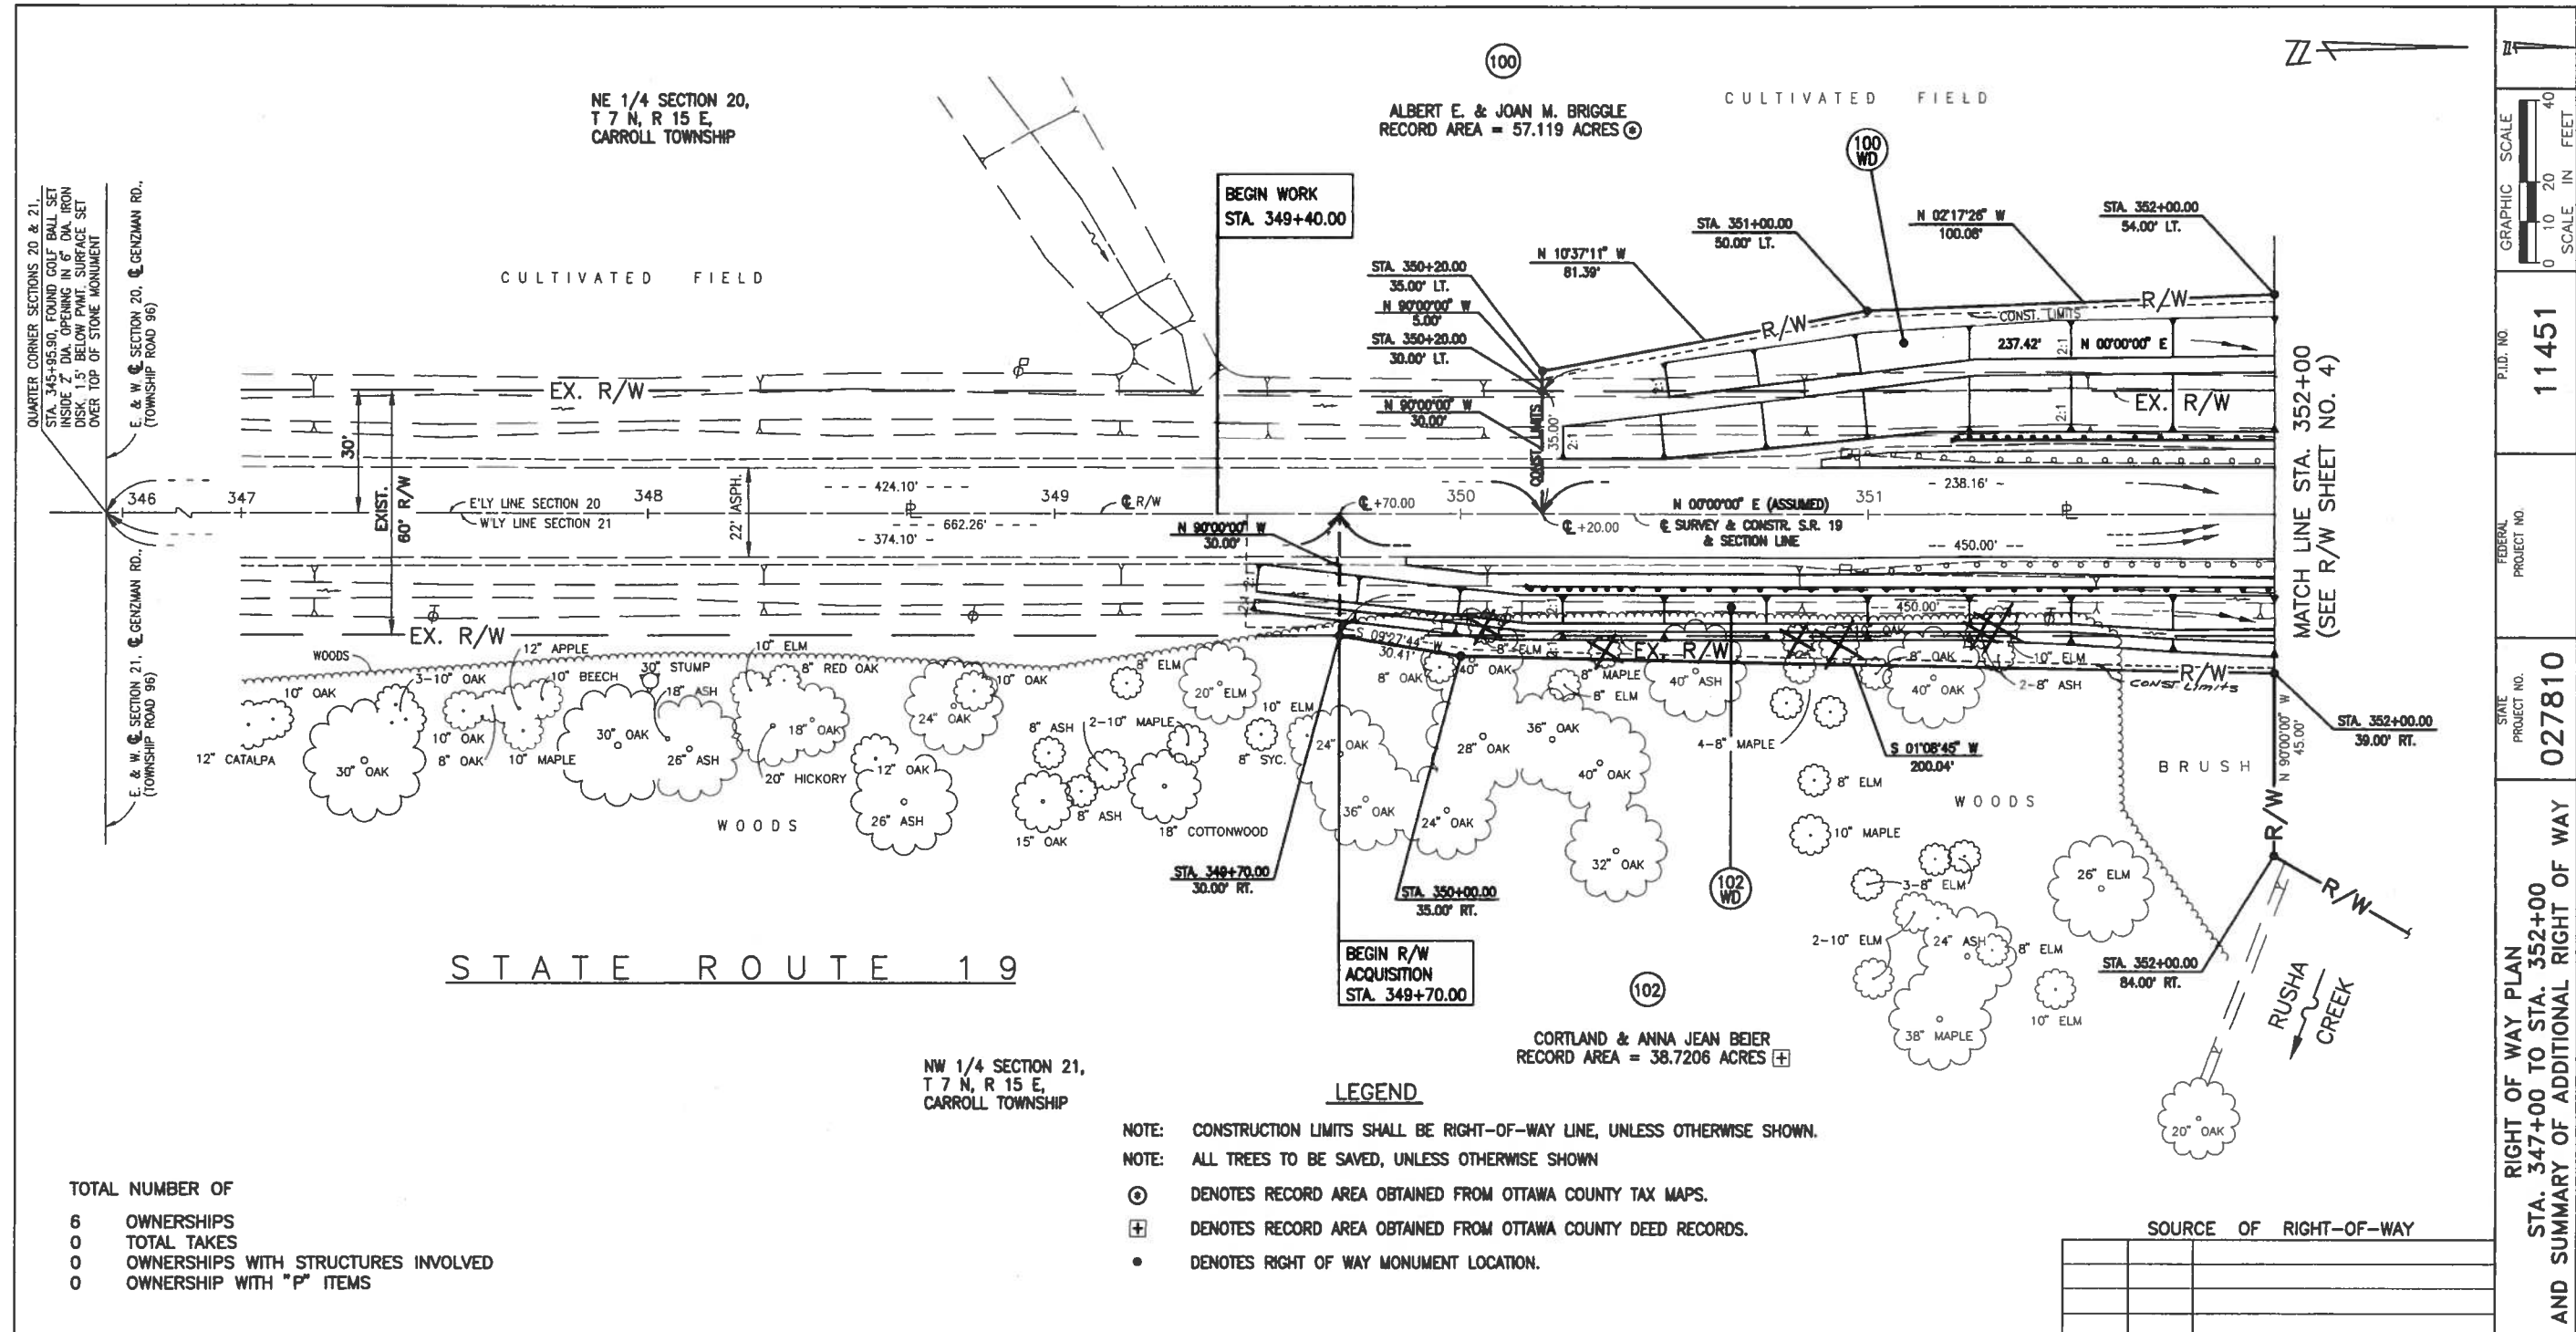 QUARTER CORNER SECTIONS 20 & 21,
STA. 345+95.90, FOUND GOLF BALL SET
INSIDE 2" DIA. OPENING IN 6" DIA. IRON
DISK, 1.5' BELOW PVMT. SURFACE SET
OVER TOP OF STONE MONUMENT
E. & W. ℄ SECTION 20, ℄ GENZMAN RD.,
(TOWNSHIP ROAD 96)
E. & W. ℄ SECTION 21, ℄ GENZMAN RD.,
(TOWNSHIP ROAD 96)
NE 1/4 SECTION 20,
T 7 N, R 15 E,
CARROLL TOWNSHIP
CULTIVATED FIELD
100
ALBERT E. & JOAN M. BRIGGLE
RECORD AREA = 57.119 ACRES
CULTIVATED FIELD
100
WD
BEGIN WORK
STA. 349+40.00
STA. 350+20.00
35.00' LT.
N 90°00'00" W
5.00'
STA. 350+20.00
30.00' LT.
N 90°00'00" W
30.00'
N 10°37'11" W
81.39'
STA. 351+00.00
50.00' LT.
N 02°17'26" W
100.08'
STA. 352+00.00
54.00' LT.
R/W
R/W
CONST. LIMITS
237.42'
2:1
N 00°00'00" E
EX. R/W
EX. R/W
CONST. LIMITS
35.00'
2:1
2:1
2:1
30'
EXIST.
60' R/W
346
347
348
349
350
351
E'LY LINE SECTION 20
W'LY LINE SECTION 21
22' ASPH.
424.10'
662.26'
374.10'
℄ R/W
℄ +70.00
℄ +20.00
N 00°00'00" E (ASSUMED)
℄ SURVEY & CONSTR. S.R. 19
& SECTION LINE
238.16'
450.00'
450.00'
N 90°00'00" W
30.00'
EX. R/W
2:1
2:1
2:1
S 09°27'44" W
30.41'
EX. R/W
R/W
CONST. Limits
MATCH LINE STA. 352+00
(SEE R/W SHEET NO. 4)
WOODS
12" APPLE
10" ELM
30" STUMP
8" RED OAK
10" OAK
3-10" OAK
10" BEECH
18" ASH
10" OAK
8" ELM
20" ELM
10" OAK
30" OAK
24" OAK
18" OAK
8" ASH
2-10" MAPLE
10" ELM
12" CATALPA
30" OAK
8" OAK
10" MAPLE
26" ASH
20" HICKORY
12" OAK
8" SYC.
26" ASH
15" OAK
8" ASH
18" COTTONWOOD
WOODS
24" OAK
8" OAK
40" OAK
8" ELM
8" MAPLE
8" ELM
40" ASH
10" OAK
8" OAK
10" ELM
2-8" ASH
40" OAK
28" OAK
36" OAK
4-8" MAPLE
40" OAK
36" OAK
24" OAK
32" OAK
8" ELM
10" MAPLE
S 01°08'45" W
200.04'
WOODS
BRUSH
N 90°00'00" W
45.00'
STA. 352+00.00
39.00' RT.
R/W
R/W
STA. 349+70.00
30.00' RT.
STA. 350+00.00
35.00' RT.
102
WD
3-8" ELM
26" ELM
2-10" ELM
24" ASH
8" ELM
38" MAPLE
10" ELM
STA. 352+00.00
84.00' RT.
RUSHA
CREEK
20" OAK
STATE ROUTE 19
BEGIN R/W
ACQUISITION
STA. 349+70.00
102
CORTLAND & ANNA JEAN BEIER
RECORD AREA = 38.7206 ACRES
NW 1/4 SECTION 21,
T 7 N, R 15 E,
CARROLL TOWNSHIP
LEGEND
NOTE: CONSTRUCTION LIMITS SHALL BE RIGHT-OF-WAY LINE, UNLESS OTHERWISE SHOWN.
NOTE: ALL TREES TO BE SAVED, UNLESS OTHERWISE SHOWN
DENOTES RECORD AREA OBTAINED FROM OTTAWA COUNTY TAX MAPS.
DENOTES RECORD AREA OBTAINED FROM OTTAWA COUNTY DEED RECORDS.
● DENOTES RIGHT OF WAY MONUMENT LOCATION.
TOTAL NUMBER OF
6 OWNERSHIPS
0 TOTAL TAKES
0 OWNERSHIPS WITH STRUCTURES INVOLVED
0 OWNERSHIP WITH "P" ITEMS
SOURCE OF RIGHT-OF-WAY
GRAPHIC SCALE
0 10 20 40
SCALE IN FEET
P.I.D. NO.
11451
FEDERAL
PROJECT NO.
STATE
PROJECT NO.
027810
RIGHT OF WAY PLAN
STA. 347+00 TO STA. 352+00
AND SUMMARY OF ADDITIONAL RIGHT OF WAY